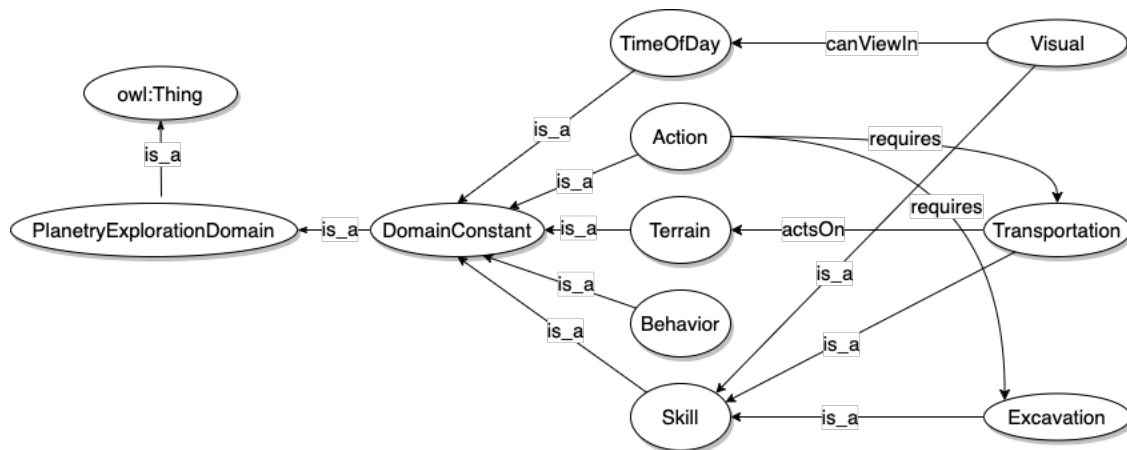 TimeOfDay
canViewIn
Visual
owl:Thing
is_a
is_a
Action
requires
is_a
is_a
requires
PlanetryExplorationDomain
is_a
DomainConstant
is_a
Terrain
actsOn
Transportation
is_a
is_a
Behavior
is_a
is_a
Skill
is_a
Excavation